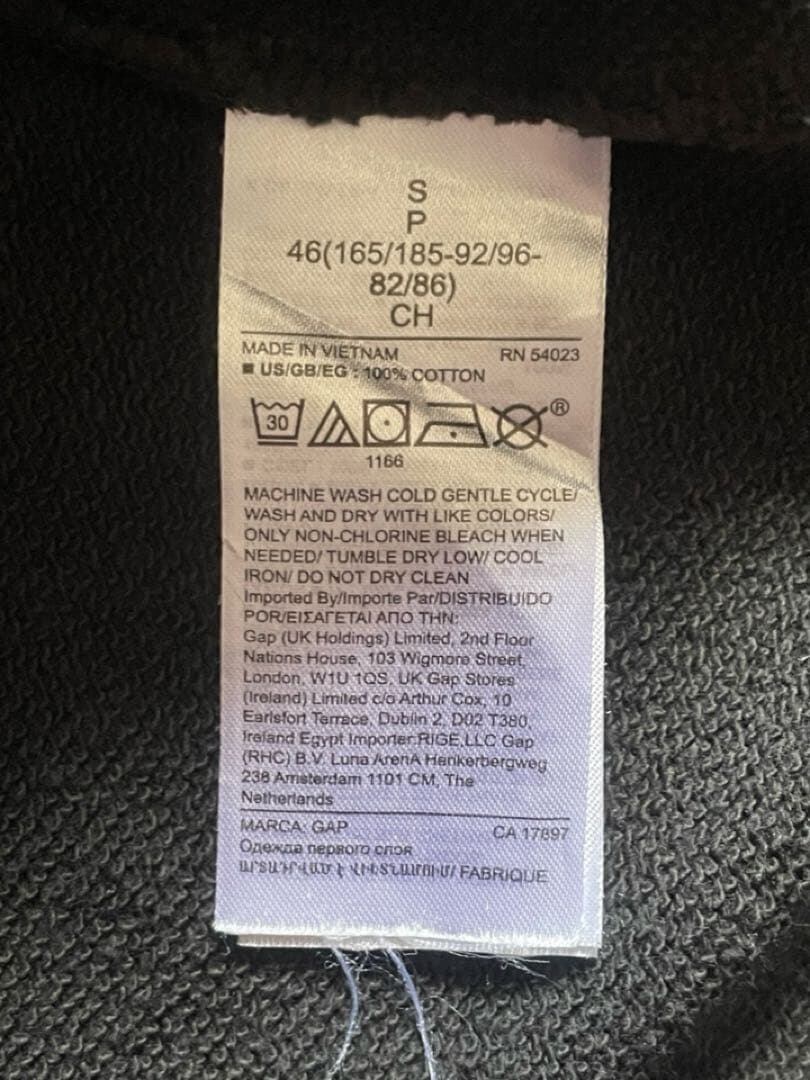 S
P
46(165/185-92/96-
82/86)
CH
MADE IN VIETNAM RN 54023
■ US/GB/EG : 100% COTTON
30 ®
1166
MACHINE WASH COLD GENTLE CYCLE/
WASH AND DRY WITH LIKE COLORS/
ONLY NON-CHLORINE BLEACH WHEN
NEEDED/ TUMBLE DRY LOW/ COOL
IRON/ DO NOT DRY CLEAN
Imported By/Importe Par/DISTRIBUIDO
POR/ΕΙΣΑΓΕΤΑΙ ΑΠΟ ΤΗΝ:
Gap (UK Holdings) Limited, 2nd Floor
Nations House, 103 Wigmore Street,
London, W1U 1QS, UK Gap Stores
(Ireland) Limited c/o Arthur Cox, 10
Earlsfort Terrace, Dublin 2, D02 T380,
Ireland Egypt Importer:RIGE,LLC Gap
(RHC) B.V. Luna ArenA Herikerbergweg
238 Amsterdam 1101 CM, The
Netherlands
MARCA: GAP CA 17897
Одежда первого слоя
ԱՐՏԱԴՐՎԱԾ Է ՎԻԵՏՆԱՄՈՒՄ/ FABRIQUE